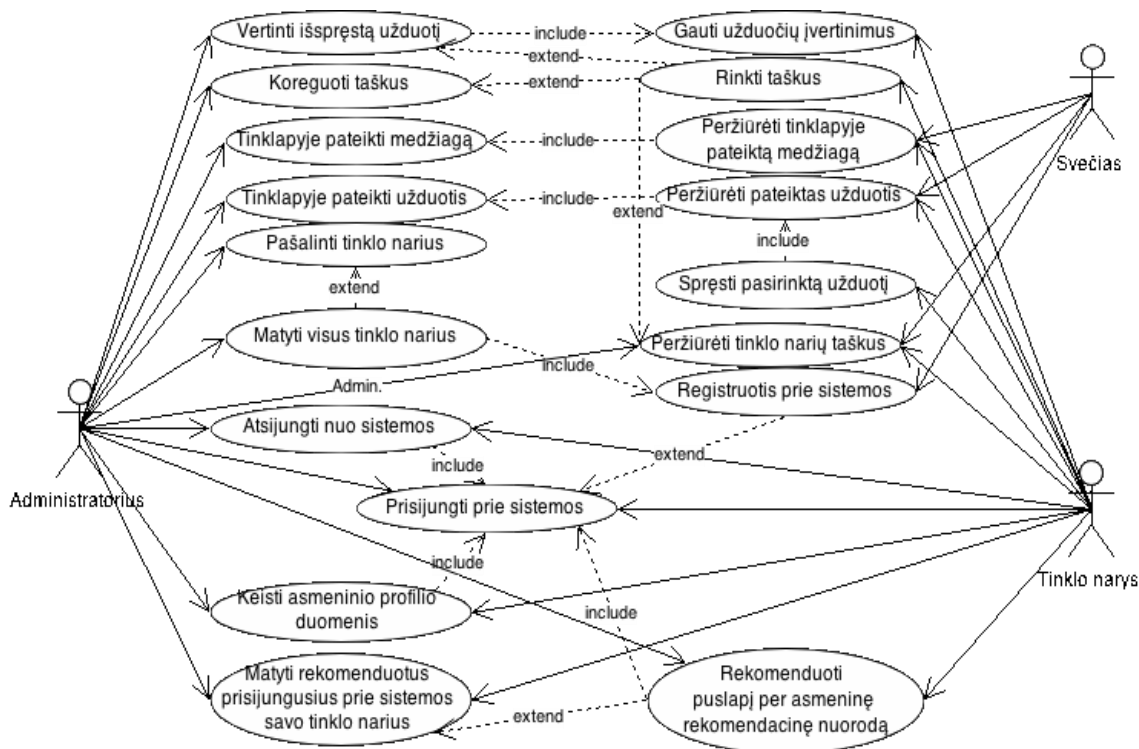 Vertinti išspręstą užduotį
include
Gauti užduočių įvertinimus
extend
Koreguoti taškus
extend
Rinkti taškus
Tinklapyje pateikti medžiagą
include
Peržiūrėti tinklapyje
pateiktą medžiagą
Svečias
Tinklapyje pateikti užduotis
include
Peržiūrėti pateiktas užduotis
extend
Pašalinti tinklo narius
include
extend
Spręsti pasirinktą užduotį
Matyti visus tinklo narius
Peržiūrėti tinklo narių taškus
include
Admin.
Registruotis prie sistemos
Atsijungti nuo sistemos
include
extend
Administratorius
Prisijungti prie sistemos
include
Tinklo narys
Keisti asmeninio profilio
duomenis
include
Matyti rekomenduotus
prisijungusius prie sistemos
savo tinklo narius
extend
Rekomenduoti
puslapį per asmeninę
rekomendacinę nuorodą